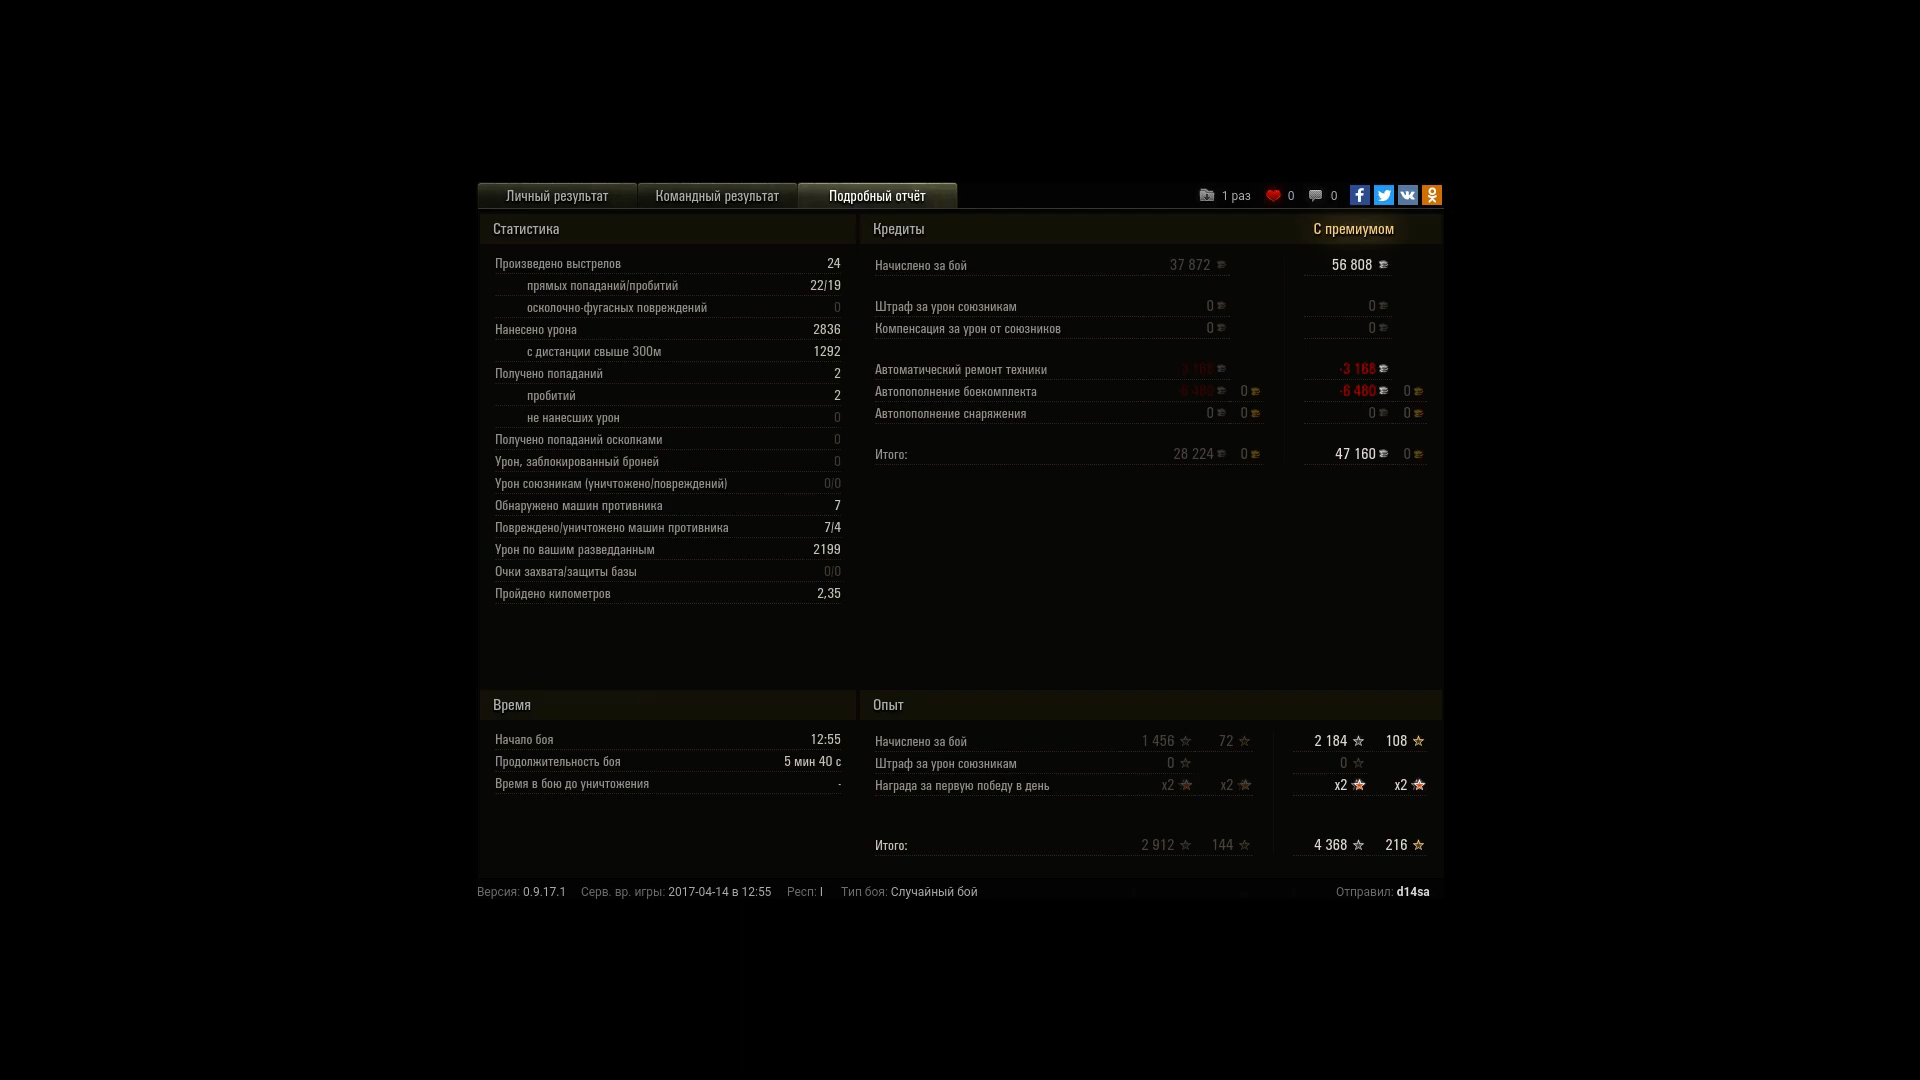 Личный результат Командный результат Подробный отчёт 1 раз 0 0
Статистика
Произведено выстрелов 24
прямых попаданий/пробитий 22/19
осколочно-фугасных повреждений 0
Нанесено урона 2836
с дистанции свыше 300м 1292
Получено попаданий 2
пробитий 2
не нанесших урон 0
Получено попаданий осколками 0
Урон, заблокированный броней 0
Урон союзникам (уничтожено/повреждений) 0/0
Обнаружено машин противника 7
Повреждено/уничтожено машин противника 7/4
Урон по вашим разведданным 2199
Очки захвата/защиты базы 0/0
Пройдено километров 2,35
Кредиты С премиумом
Начислено за бой 37 872 56 808
Штраф за урон союзникам 0 0
Компенсация за урон от союзников 0 0
Автоматический ремонт техники -3 168 -3 168
Автопополнение боекомплекта -6 480 0 -6 480 0
Автопополнение снаряжения 0 0 0 0
Итого: 28 224 0 47 160 0
Время
Начало боя 12:55
Продолжительность боя 5 мин 40 с
Время в бою до уничтожения -
Опыт
Начислено за бой 1 456 72 2 184 108
Штраф за урон союзникам 0 0
Награда за первую победу в день x2 x2 x2 x2
Итого: 2 912 144 4 368 216
Версия: 0.9.17.1 Серв. вр. игры: 2017-04-14 в 12:55 Респ: I Тип боя: Случайный бой Отправил: d14sa